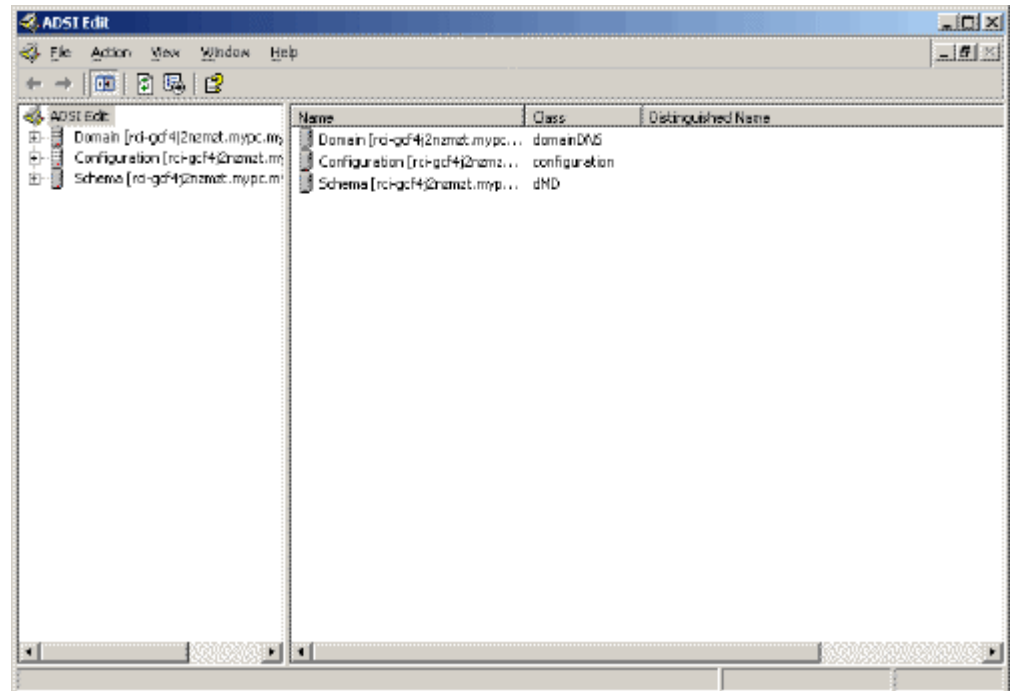 ADSI Edit
File Action View Window Help
ADSI Edit
Domain [rci-gcf4j2nzmzt.mypc.my
Configuration [rci-gcf4j2nzmzt.my
Schema [rci-gcf4j2nzmzt.mypc.m
Name Class Distinguished Name
Domain [rci-gcf4j2nzmzt.mypc... domainDNS
Configuration [rci-gcf4j2nzmz... configuration
Schema [rci-gcf4j2nzmzt.myp... dMD